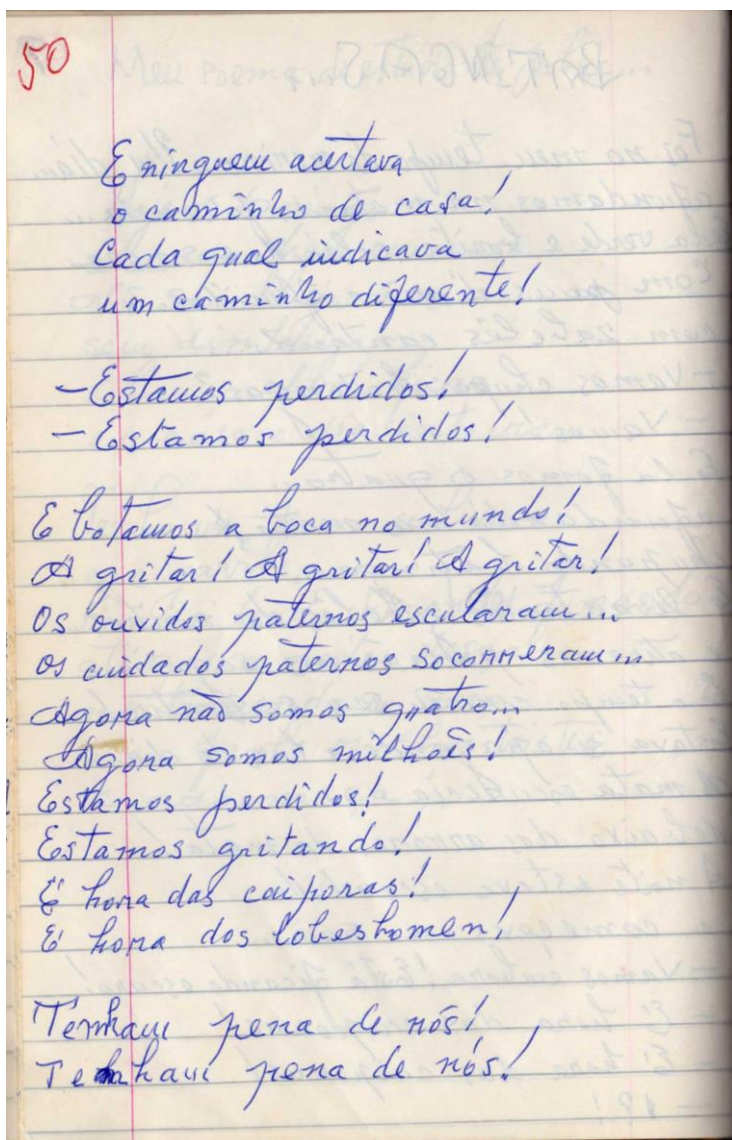 50
E ninguem acertava
o caminho de casa!
Cada qual indicava
um caminho diferente!
- Estamos perdidos!
- Estamos perdidos!
E botamos a boca no mundo!
A gritar! A gritar! A gritar!
Os ouvidos paternos escutaram...
Os cuidados paternos socorreram...
Agora não somos quatro...
Agora somos milhões!
Estamos perdidos!
Estamos gritando!
É hora das caiporas!
É hora dos lobeshomen!
Tenham pena de nós!
Tenham pena de nós!